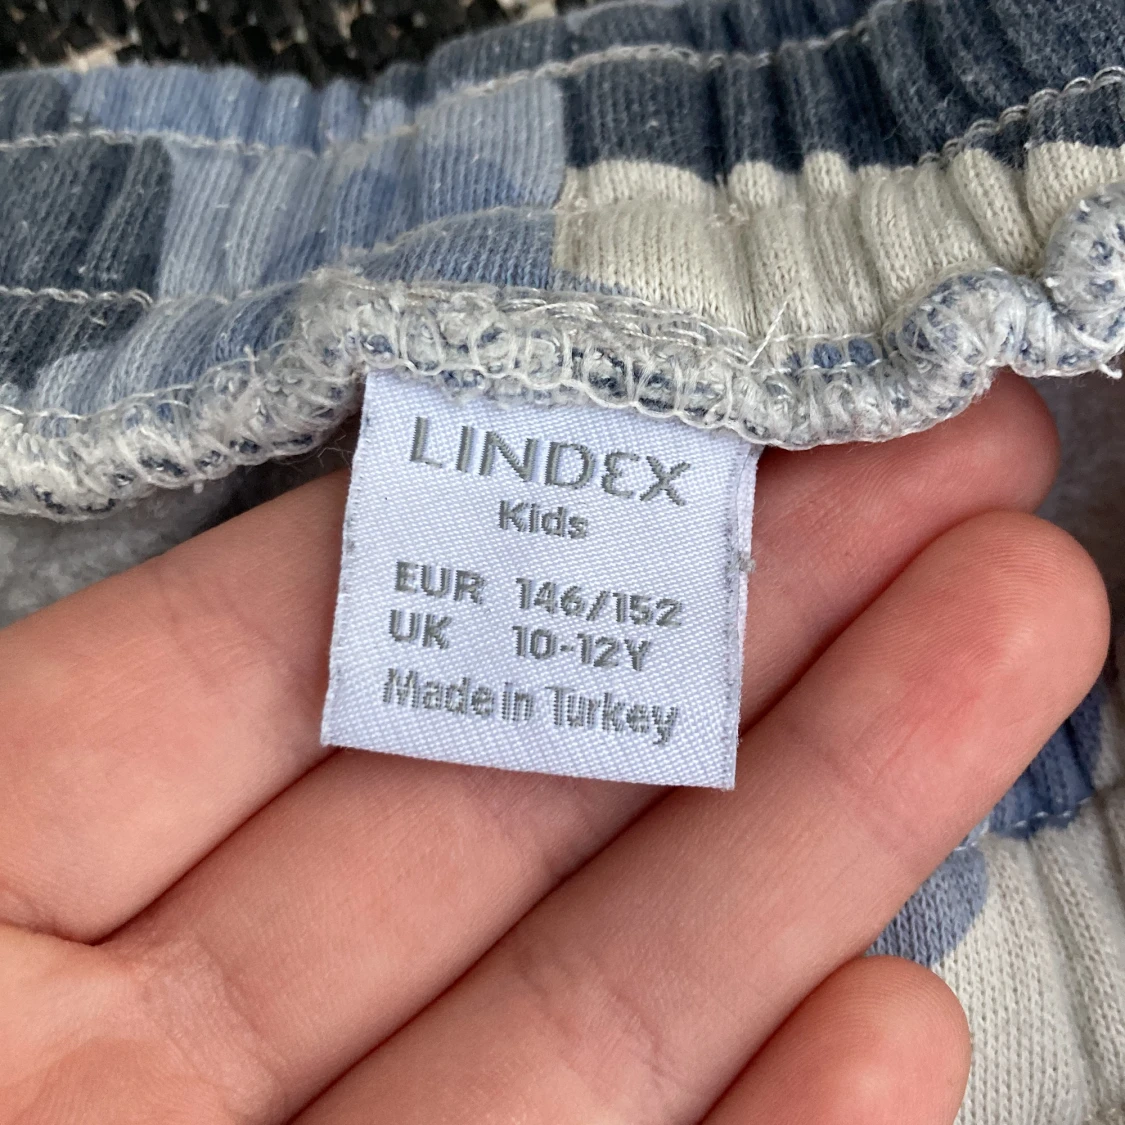 LINDEX
Kids
EUR 146/152
UK 10-12Y
Made in Turkey